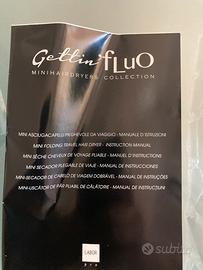 Gettin'fLuO
MINIHAIRDRYERS COLLECTION
MINI ASCIUGACAPELLI PIEGHEVOLE DA VIAGGIO - MANUALE D'ISTRUZIONI
MINI FOLDING TRAVEL HAIR DRYER - INSTRUCTION MANUAL
MINI SÈCHE CHEVEUX DE VOYAGE PLIABLE - MANUEL D'INSTRUCTIONS
MINI SECADOR PLEGABLE DE VIAJE - MANUAL DE INSTRUCCIONES
MINI-SECADOR DE CABELO DE VIAGEM DOBRÁVEL - MANUAL DE INSTRUÇÕES
MINI-USCĂTOR DE PĂR PLIABIL DE CĂLĂTORIE - MANUAL DE INSTRUCȚIUNI
LABOR
PRO
subito